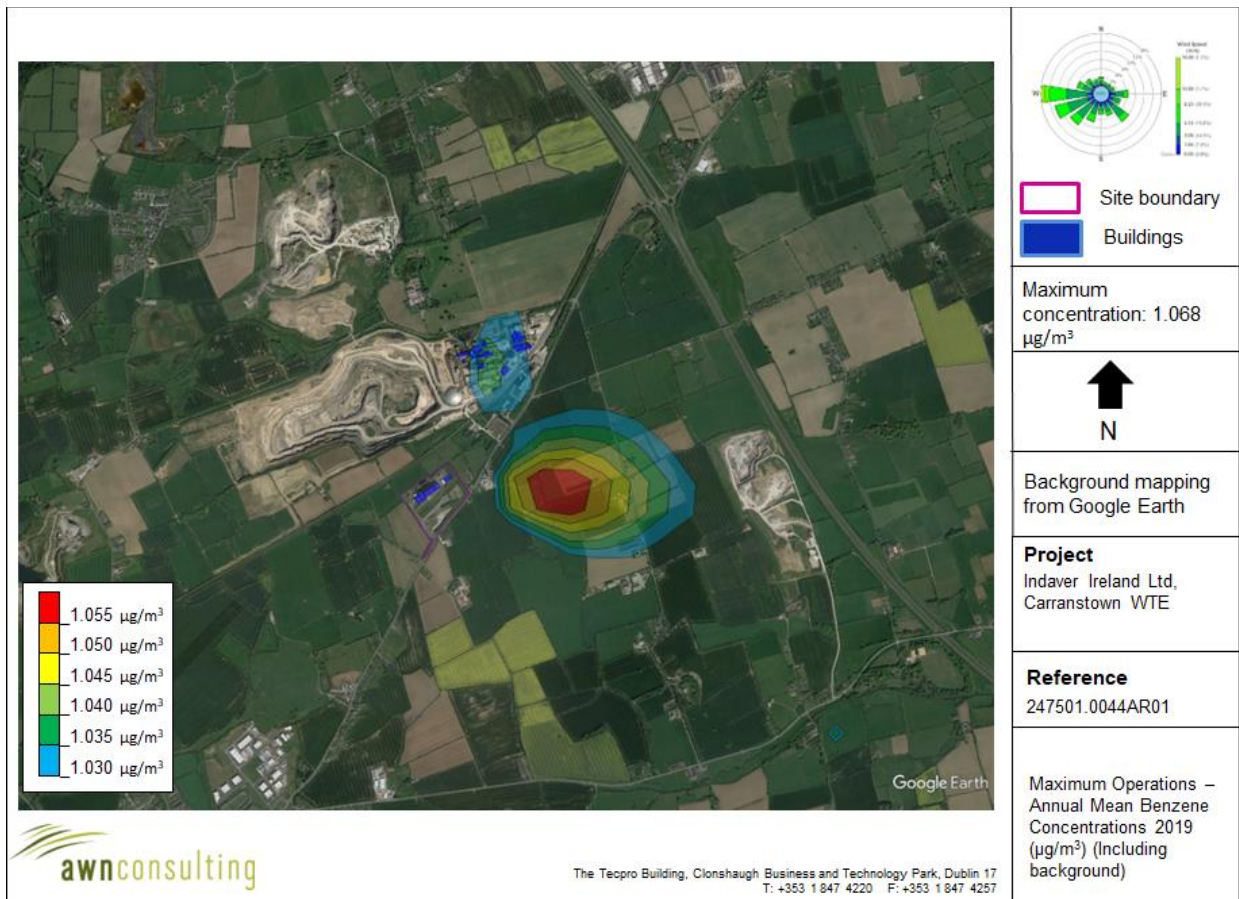 N
Wind Speed
W
E
S
Site boundary
Buildings
Maximum
concentration: 1.068
µg/m³
N
Background mapping
from Google Earth
Project
Indaver Ireland Ltd,
Carranstown WTE
Reference
247501.0044AR01
Maximum Operations –
Annual Mean Benzene
Concentrations 2019
(µg/m³) (Including
background)
1.055 µg/m³
1.050 µg/m³
1.045 µg/m³
1.040 µg/m³
1.035 µg/m³
1.030 µg/m³
Google Earth
awnconsulting
The Tecpro Building, Clonshaugh Business and Technology Park, Dublin 17
T: +353 1 847 4220 F: +353 1 847 4257